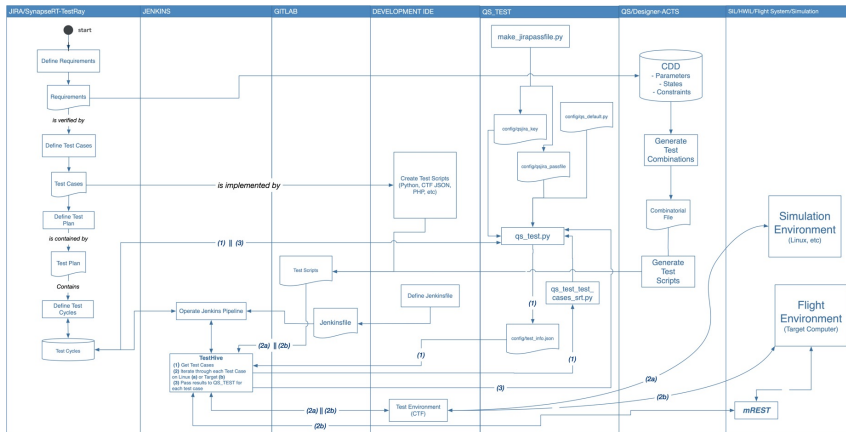 JIRA/SynapseRT-TestRay
JENKINS
GITLAB
DEVELOPMENT IDE
QS_TEST
QS/Designer-ACTS
SIL/HWIL/Flight System/Simulation
start
Define Requirements
Requirements
is verified by
Define Test Cases
Test Cases
Define Test
Plan
is contained by
Test Plan
Contains
Define Test
Cycles
Test Cycles
Operate Jenkins Pipeline
TestHive
(1) Get Test Cases
(2) Iterate through each Test Case
on Linux (a) or Target (b)
(3) Pass results to QS_TEST for
each test case
is implemented by
(1) || (3)
Test Scripts
Jenkinsfile
(2a) || (2b)
(2a) || (2b)
(2b)
Create Test Scripts
(Python, CTF JSON,
PHP, etc)
Define Jenkinsfile
(1)
Test Environment
(CTF)
make_jirapassfile.py
config/qsjira_key
config/qs_default.py
config/qsjira_passfile
qs_test.py
(1)
qs_test_test_
cases_srt.py
config/test_info.json
(1)
(3)
CDD
- Parameters
- States
- Constraints
Generate
Test
Combinations
Combinatorial
File
Generate
Test
Scripts
(2a)
(2b)
Simulation
Environment
(Linux, etc)
Flight
Environment
(Target Computer)
mREST